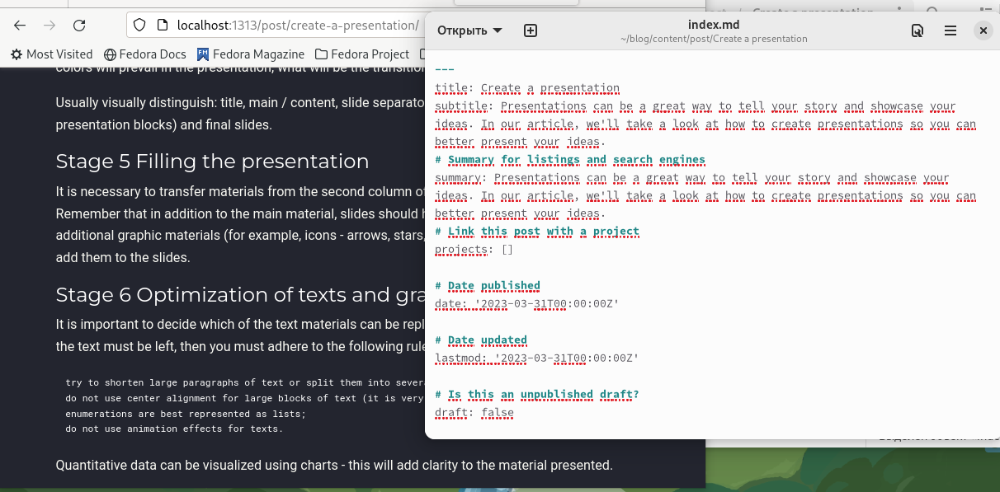 localhost:1313/post/create-a-presentation/
Most Visited Fedora Docs Fedora Magazine Fedora Project
colors will prevail in the presentation, what will be the transition
Usually visually distinguish: title, main / content, slide
presentation blocks) and final slides.
Stage 5 Filling the presentation
It is necessary to transfer materials from the second column
Remember that in addition to the main material, slides should
additional graphic materials (for example, icons - arrows, stars,
add them to the slides.
Stage 6 Optimization of texts and
It is important to decide which of the text materials can be
the text must be left, then you must adhere to the following
try to shorten large paragraphs of text or split them into
do not use center alignment for large blocks of text (it is very
enumerations are best represented as lists;
do not use animation effects for texts.
Quantitative data can be visualized using charts - this will add clarity to the material presented.
Открыть
index.md
~/blog/content/post/Create a presentation
---
title: Create a presentation
subtitle: Presentations can be a great way to tell your story and showcase your
ideas. In our article, we'll take a look at how to create presentations so you can
better present your ideas.
# Summary for listings and search engines
summary: Presentations can be a great way to tell your story and showcase your
ideas. In our article, we'll take a look at how to create presentations so you can
better present your ideas.
# Link this post with a project
projects: []
# Date published
date: '2023-03-31T00:00:00Z'
# Date updated
lastmod: '2023-03-31T00:00:00Z'
# Is this an unpublished draft?
draft: false